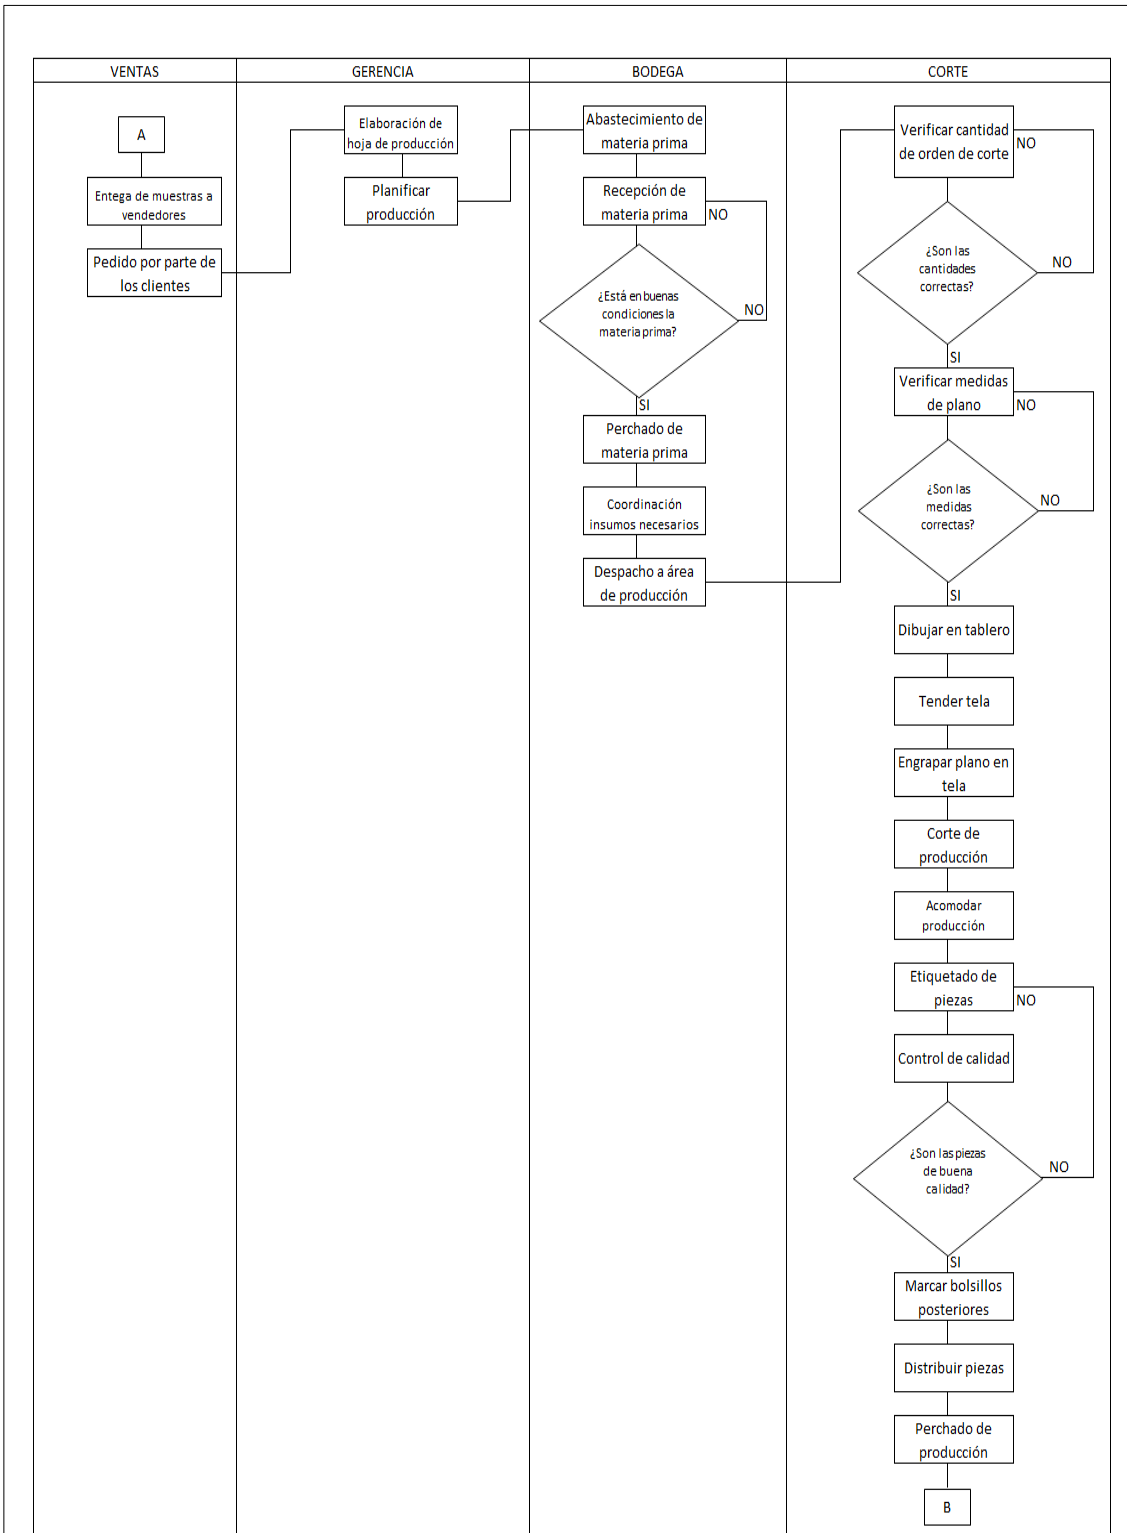 VENTAS
GERENCIA
BODEGA
CORTE
A
Entega de muestras a
vendedores
Pedido por parte de
los clientes
Elaboración de
hoja de producción
Planificar
producción
Abastecimiento de
materia prima
Recepción de
materia prima
NO
¿Está en buenas
condiciones la
materia prima?
NO
SI
Perchado de
materia prima
Coordinación
insumos necesarios
Despacho a área
de producción
Verificar cantidad
de orden de corte
NO
¿Son las
cantidades
correctas?
NO
SI
Verificar medidas
de plano
NO
¿Son las
medidas
correctas?
NO
SI
Dibujar en tablero
Tender tela
Engrapar plano en
tela
Corte de
producción
Acomodar
producción
Etiquetado de
piezas
NO
Control de calidad
¿Son las piezas
de buena
calidad?
NO
SI
Marcar bolsillos
posteriores
Distribuir piezas
Perchado de
producción
B